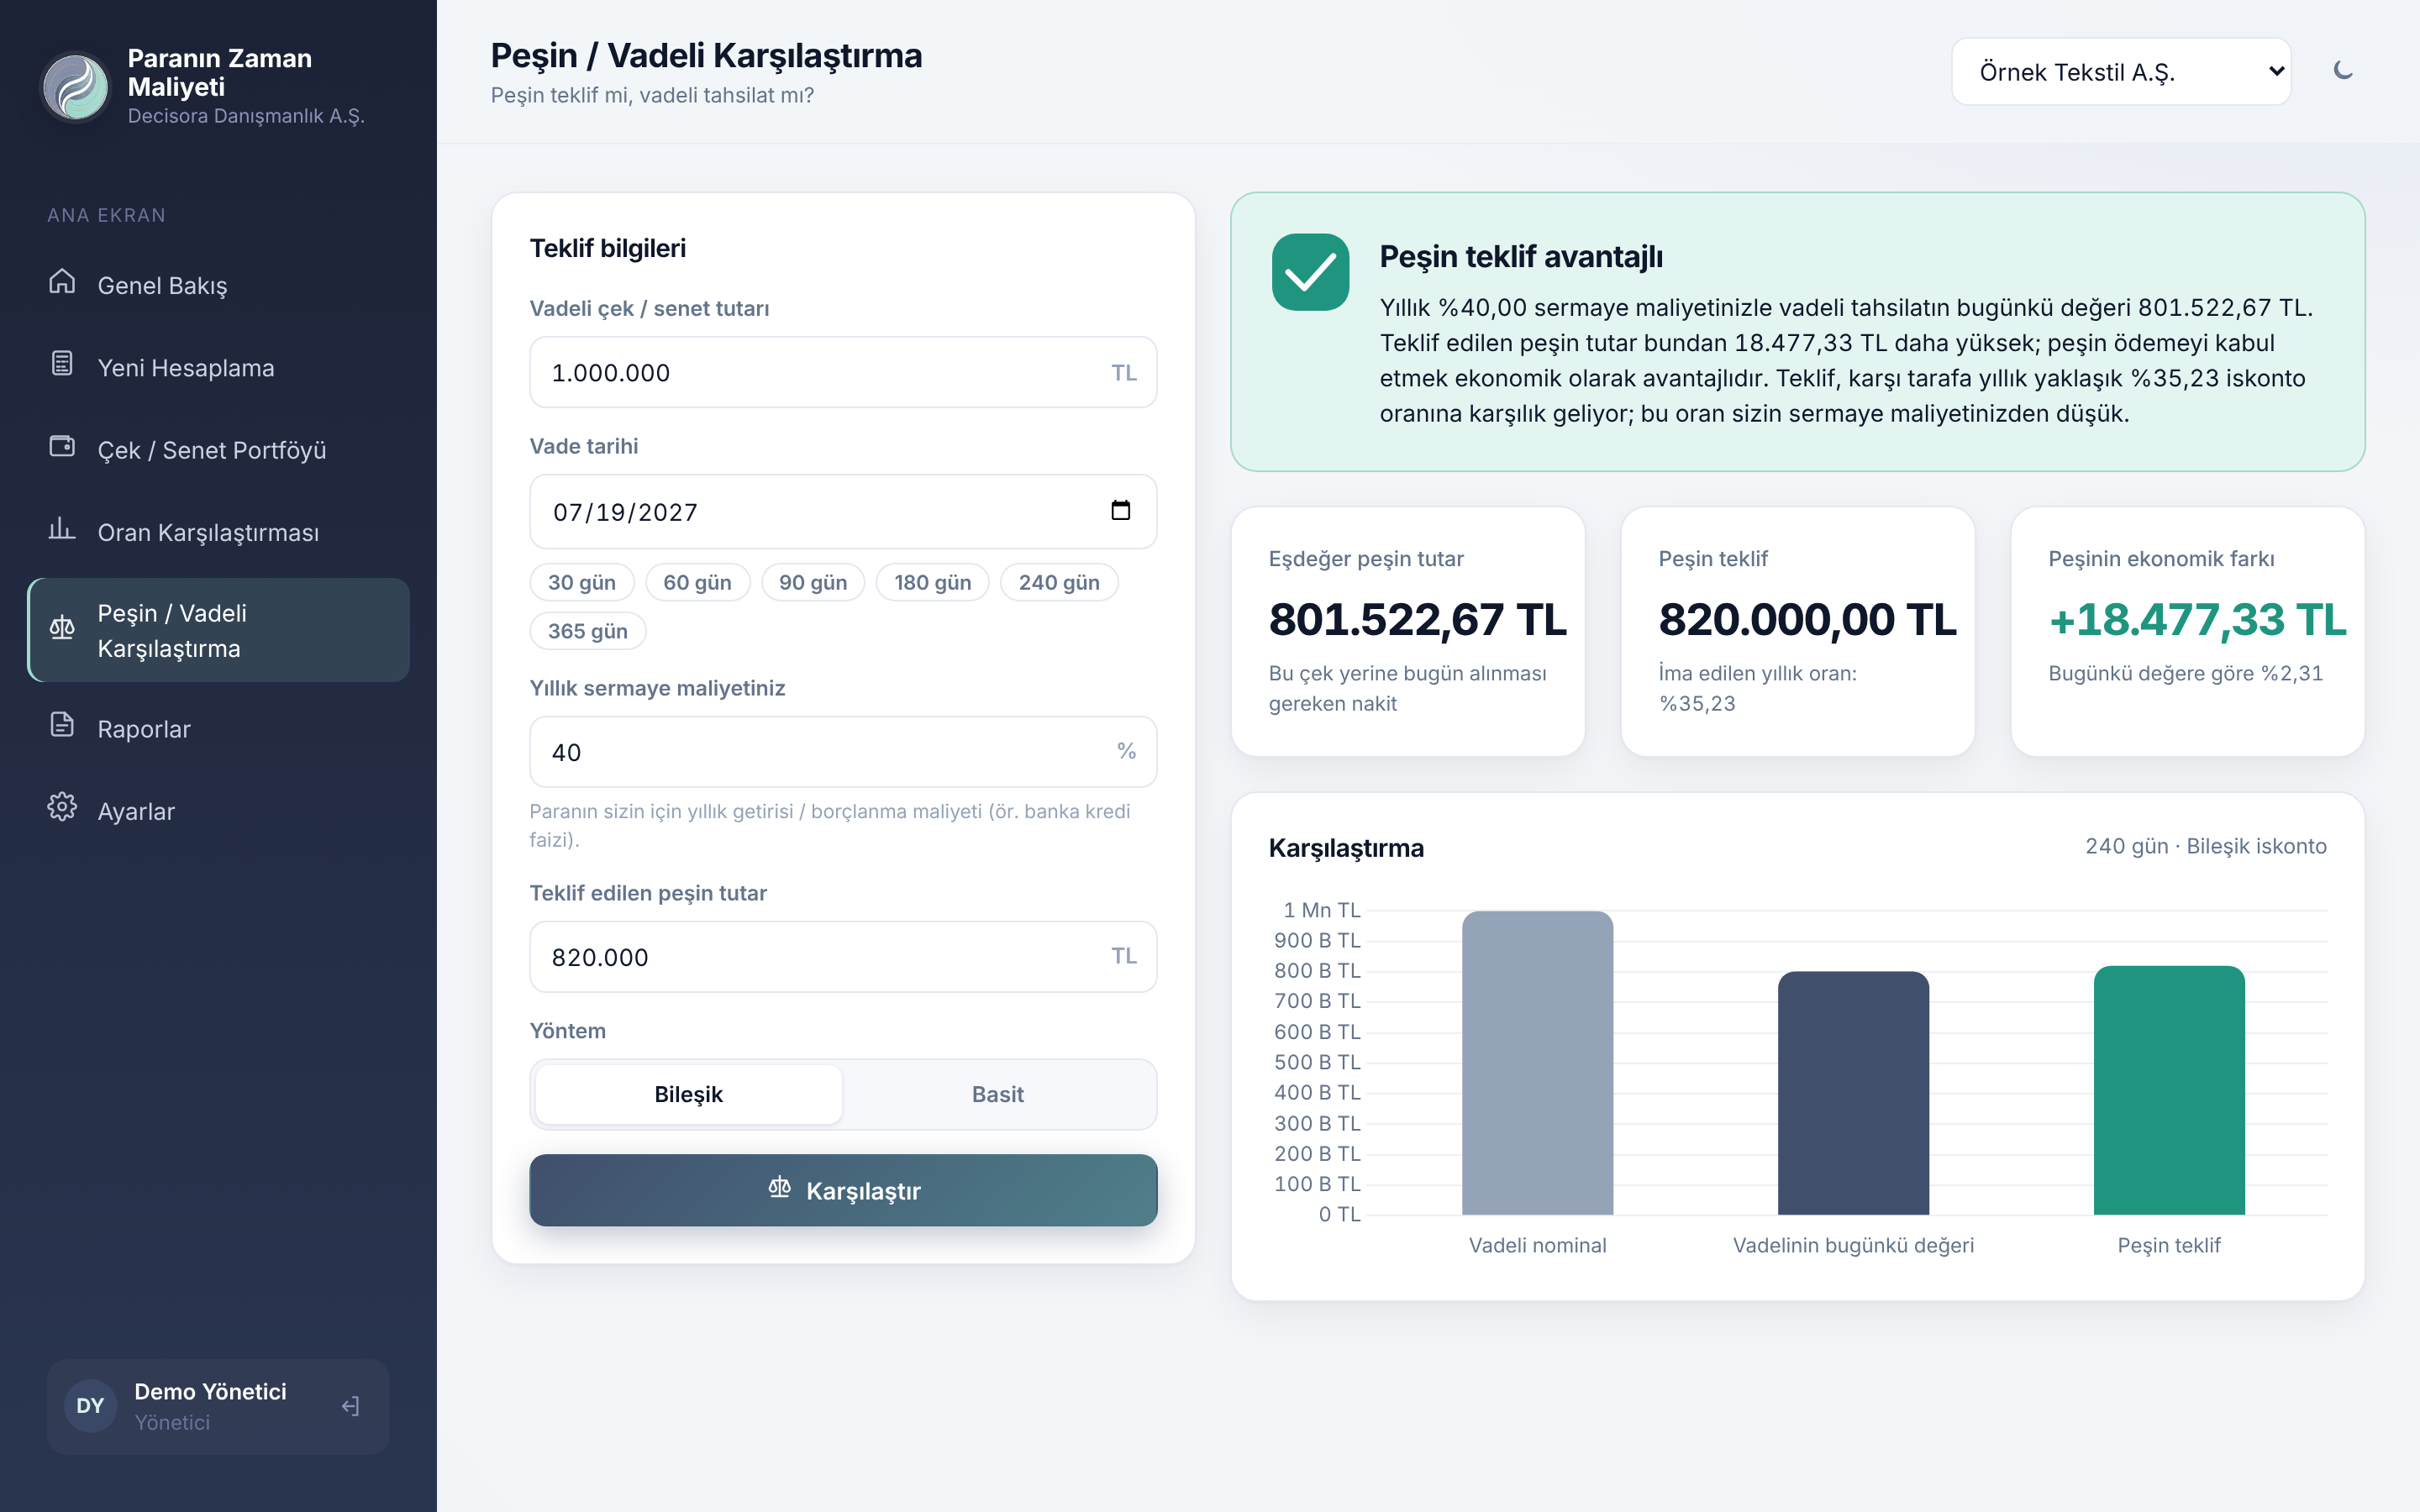 Paranın Zaman
Maliyeti
Decisora Danışmanlık A.Ş.
ANA EKRAN
Genel Bakış
Yeni Hesaplama
Çek / Senet Portföyü
Oran Karşılaştırması
Peşin / Vadeli
Karşılaştırma
Raporlar
Ayarlar
DY
Demo Yönetici
Yönetici
Peşin / Vadeli Karşılaştırma
Peşin teklif mi, vadeli tahsilat mı?
Örnek Tekstil A.Ş.
Teklif bilgileri
Vadeli çek / senet tutarı
1.000.000 TL
Vade tarihi
07/19/2027
30 gün 60 gün 90 gün 180 gün 240 gün
365 gün
Yıllık sermaye maliyetiniz
40 %
Paranın sizin için yıllık getirisi / borçlanma maliyeti (ör. banka kredi
faizi).
Teklif edilen peşin tutar
820.000 TL
Yöntem
Bileşik Basit
Karşılaştır
Peşin teklif avantajlı
Yıllık %40,00 sermaye maliyetinizle vadeli tahsilatın bugünkü değeri 801.522,67 TL.
Teklif edilen peşin tutar bundan 18.477,33 TL daha yüksek; peşin ödemeyi kabul
etmek ekonomik olarak avantajlıdır. Teklif, karşı tarafa yıllık yaklaşık %35,23 iskonto
oranına karşılık geliyor; bu oran sizin sermaye maliyetinizden düşük.
Eşdeğer peşin tutar
801.522,67 TL
Bu çek yerine bugün alınması
gereken nakit
Peşin teklif
820.000,00 TL
İma edilen yıllık oran:
%35,23
Peşinin ekonomik farkı
+18.477,33 TL
Bugünkü değere göre %2,31
Karşılaştırma
240 gün · Bileşik iskonto
1 Mn TL
900 B TL
800 B TL
700 B TL
600 B TL
500 B TL
400 B TL
300 B TL
200 B TL
100 B TL
0 TL
Vadeli nominal
Vadelinin bugünkü değeri
Peşin teklif